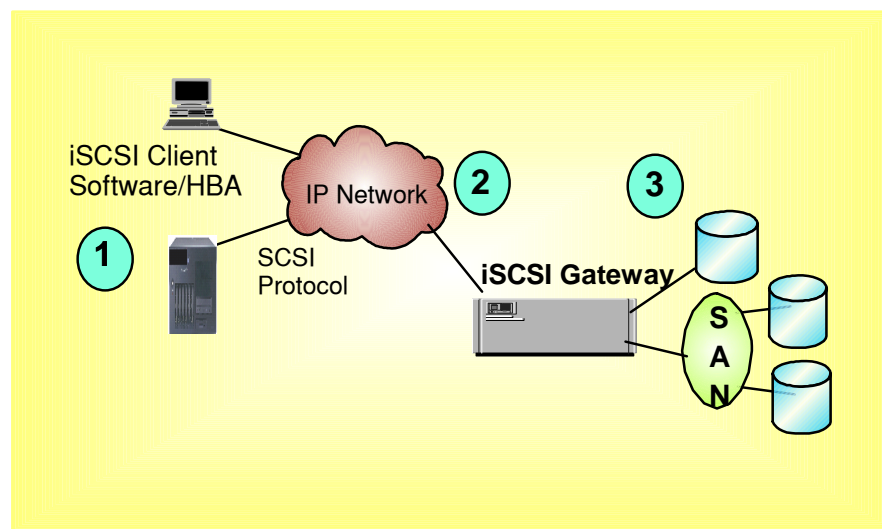 iSCSI Client
Software/HBA
IP Network
2
3
1
SCSI
Protocol
iSCSI Gateway
S
A
N